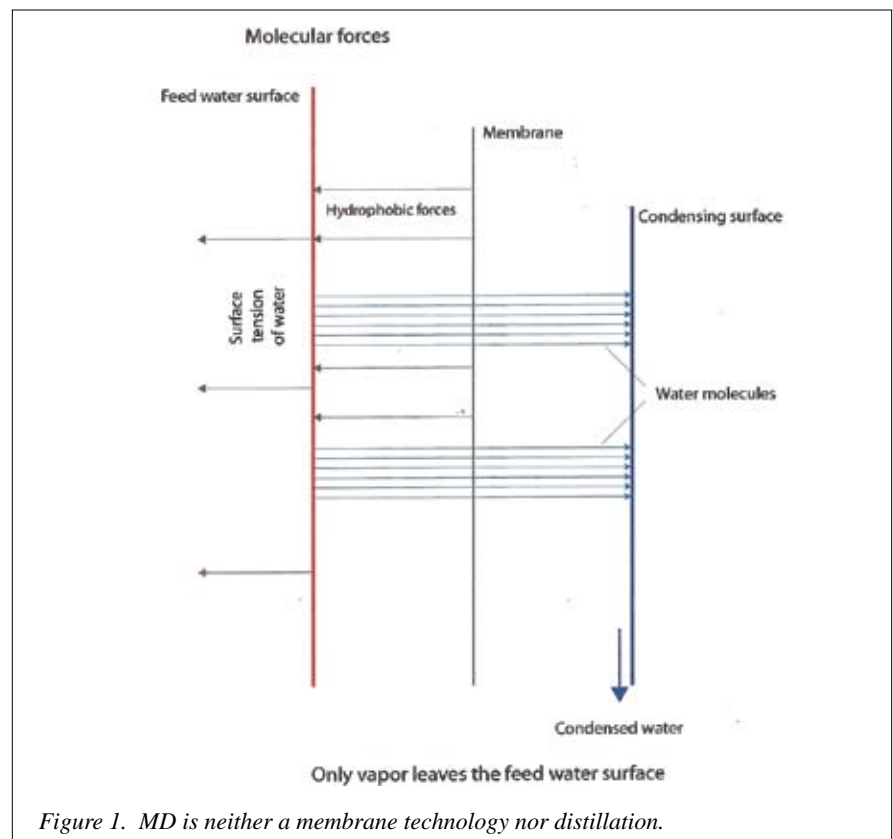 Molecular forces
Feed water surface
Membrane
Hydrophobic forces
Condensing surface
Surface
tension
of water
Water molecules
Condensed water
Only vapor leaves the feed water surface
Figure 1. MD is neither a membrane technology nor distillation.